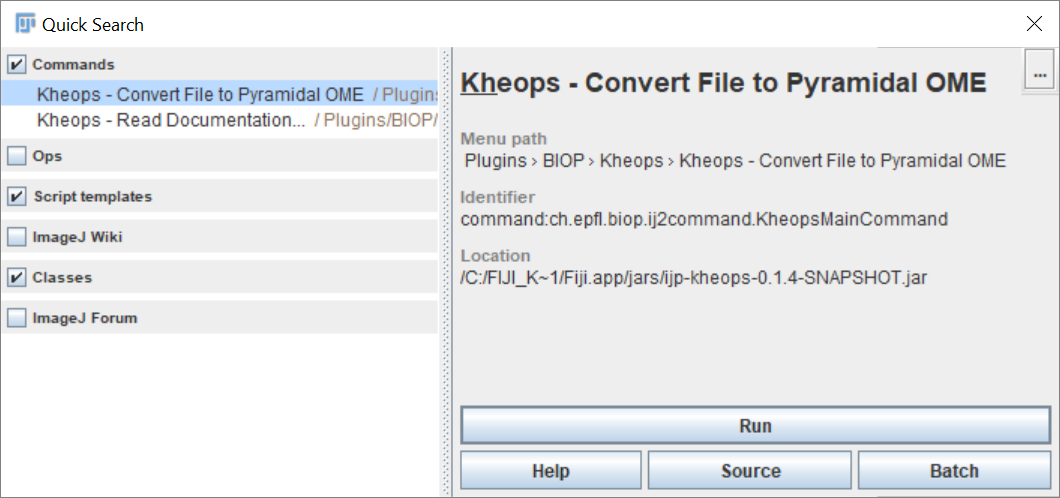 Quick Search
Commands
Kheops - Convert File to Pyramidal OME / Plugins
Kheops - Read Documentation... / Plugins/BIOP/
Ops
Script templates
ImageJ Wiki
Classes
ImageJ Forum
Kheops - Convert File to Pyramidal OME
...
Menu path
Plugins › BIOP › Kheops › Kheops - Convert File to Pyramidal OME
Identifier
command:ch.epfl.biop.ij2command.KheopsMainCommand
Location
/C:/FIJI_K~1/Fiji.app/jars/ijp-kheops-0.1.4-SNAPSHOT.jar
Run
Help Source Batch